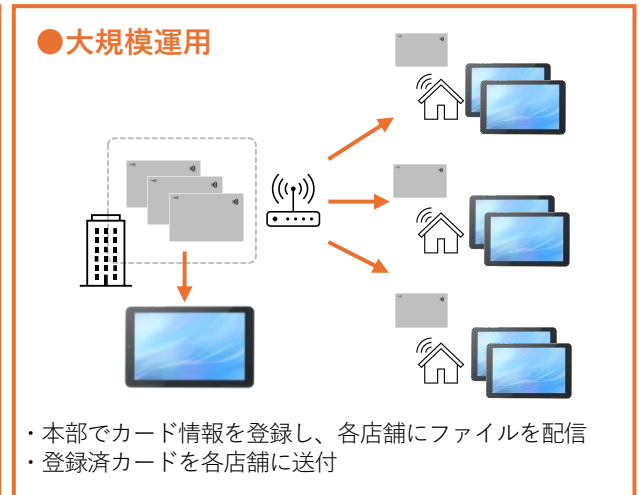 ●大規模運用
・本部でカード情報を登録し、各店舗にファイルを配信
・登録済カードを各店舗に送付